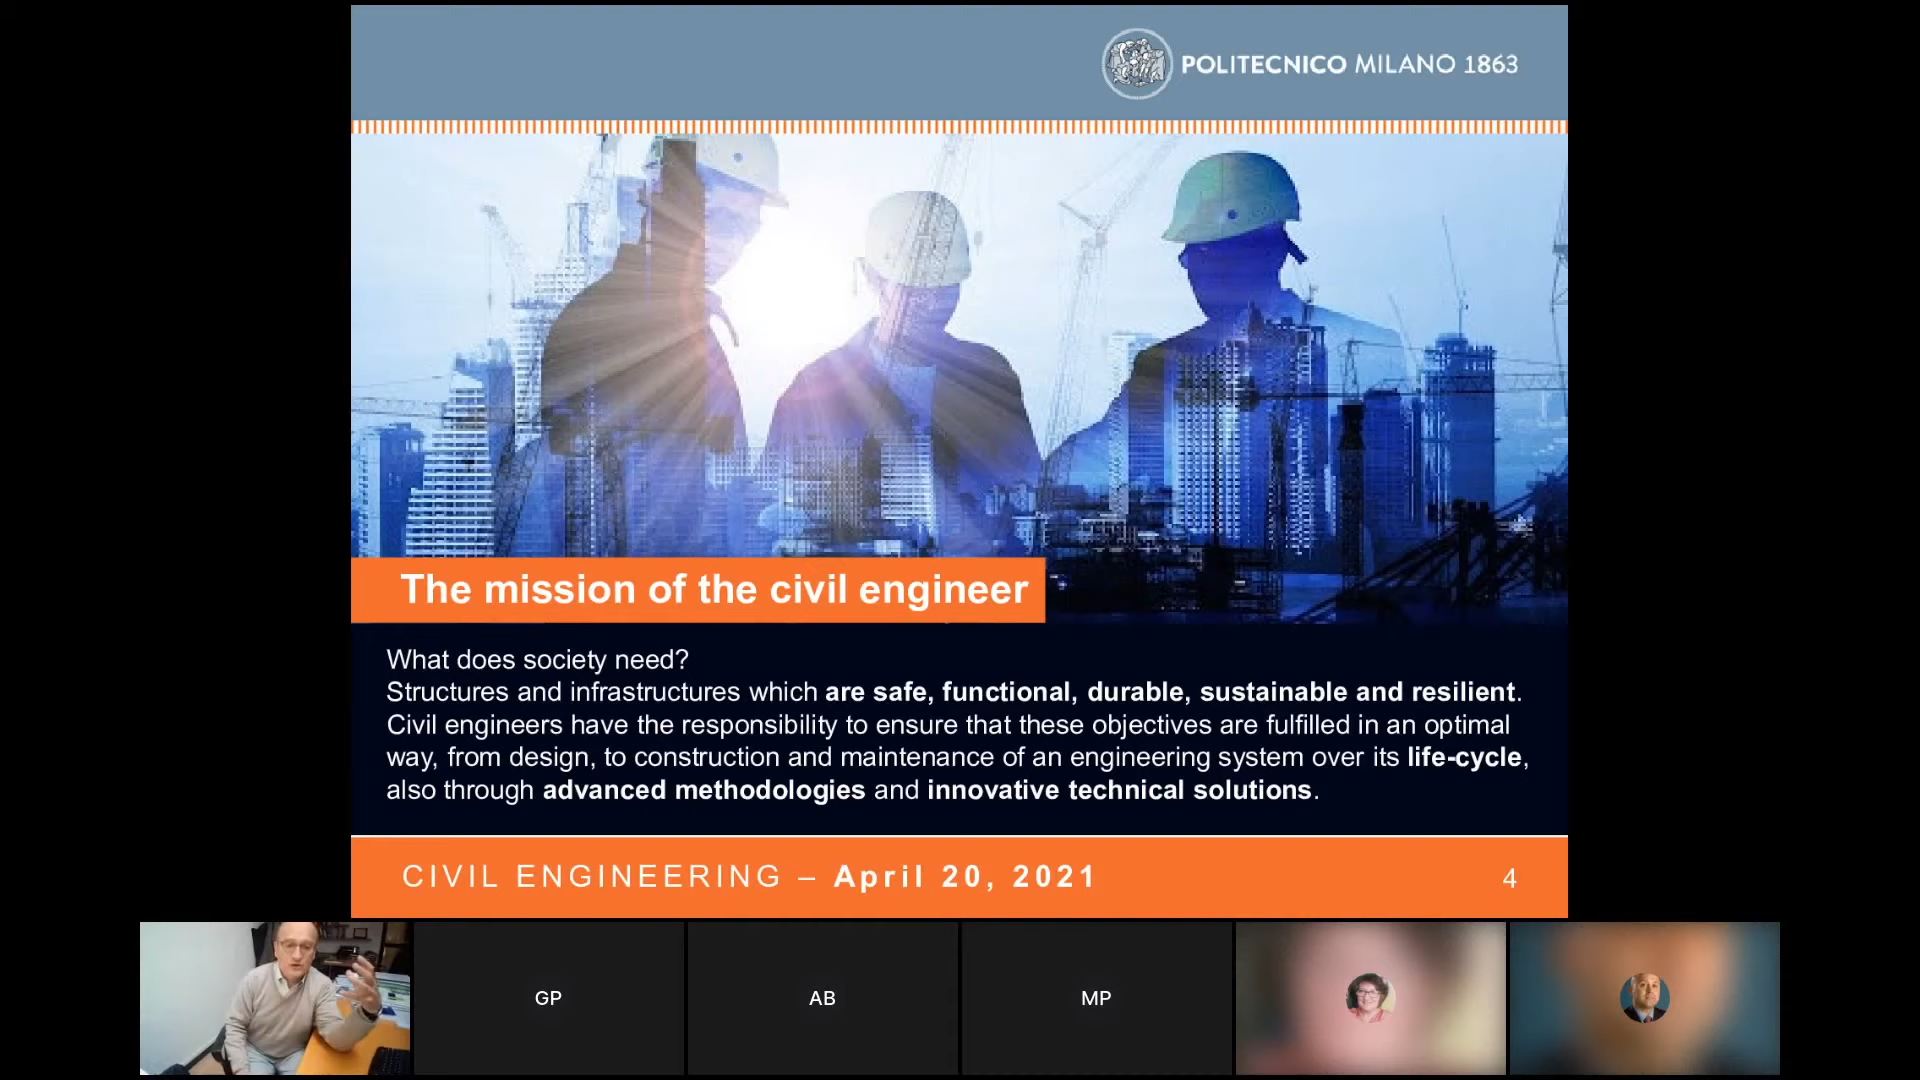 POLITECNICO MILANO 1863
The mission of the civil engineer
What does society need?
Structures and infrastructures which are safe, functional, durable, sustainable and resilient.
Civil engineers have the responsibility to ensure that these objectives are fulfilled in an optimal
way, from design, to construction and maintenance of an engineering system over its life-cycle,
also through advanced methodologies and innovative technical solutions.
CIVIL ENGINEERING – April 20, 2021
4
GP
AB
MP